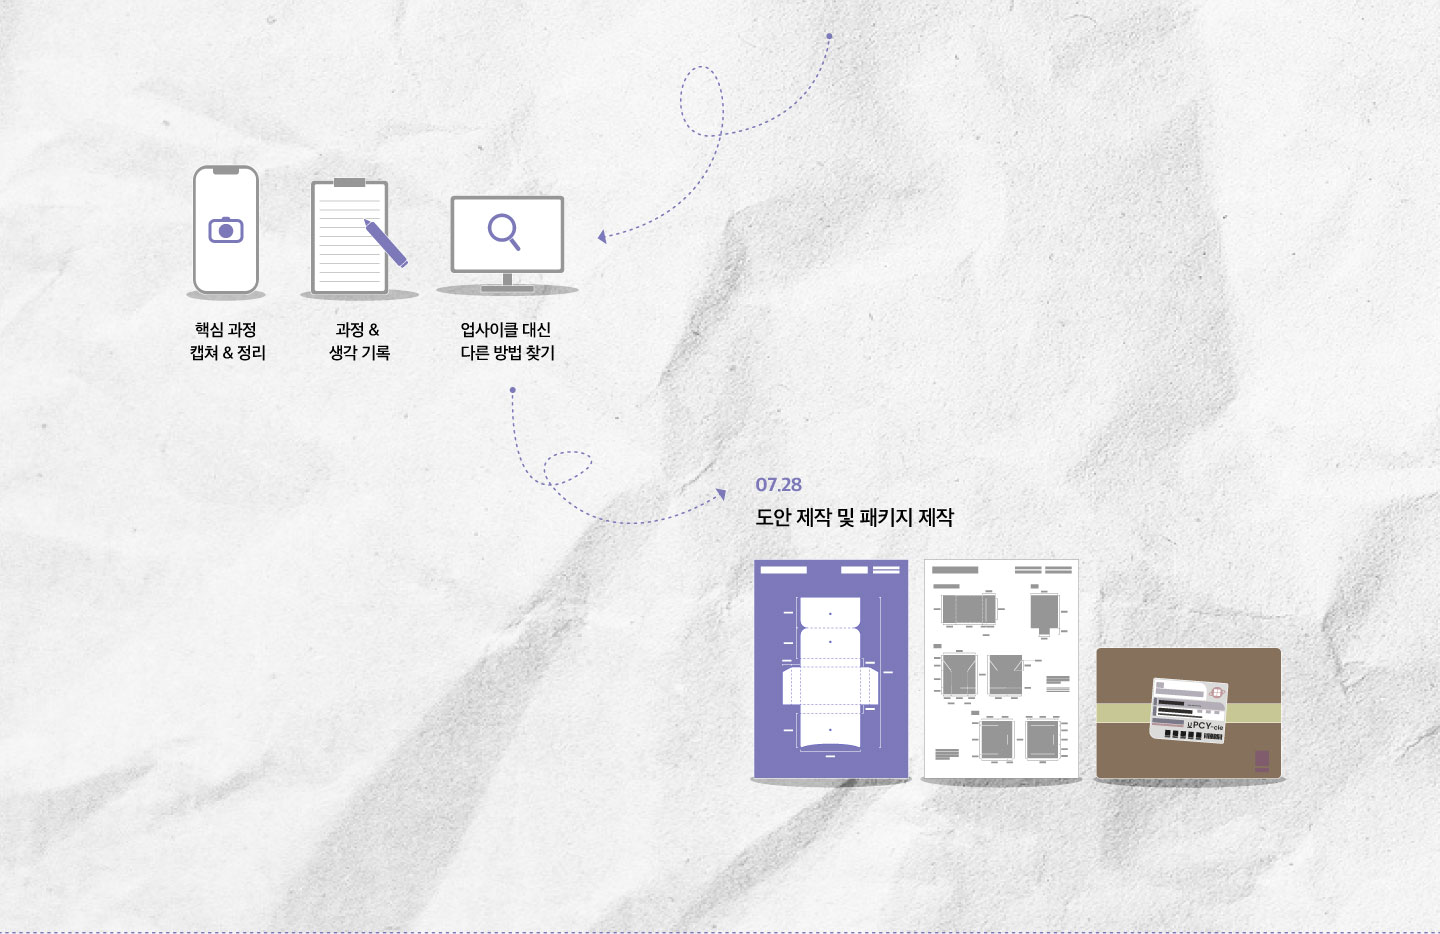 핵심 과정
캡쳐 & 정리
과정 &
생각 기록
업사이클 대신
다른 방법 찾기
07.28
도안 제작 및 패키지 제작
UPCY-cle